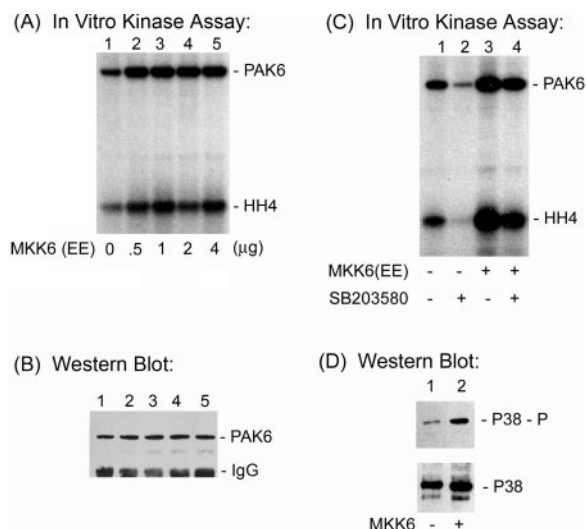 (A) In Vitro Kinase Assay:
1 2 3 4 5
- PAK6
- HH4
MKK6 (EE) 0 .5 1 2 4 (μg)
(B) Western Blot:
1 2 3 4 5
- PAK6
- IgG
(C) In Vitro Kinase Assay:
1 2 3 4
- PAK6
- HH4
MKK6(EE) - - + +
SB203580 - + - +
(D) Western Blot:
1 2
- P38 - P
- P38
MKK6 - +